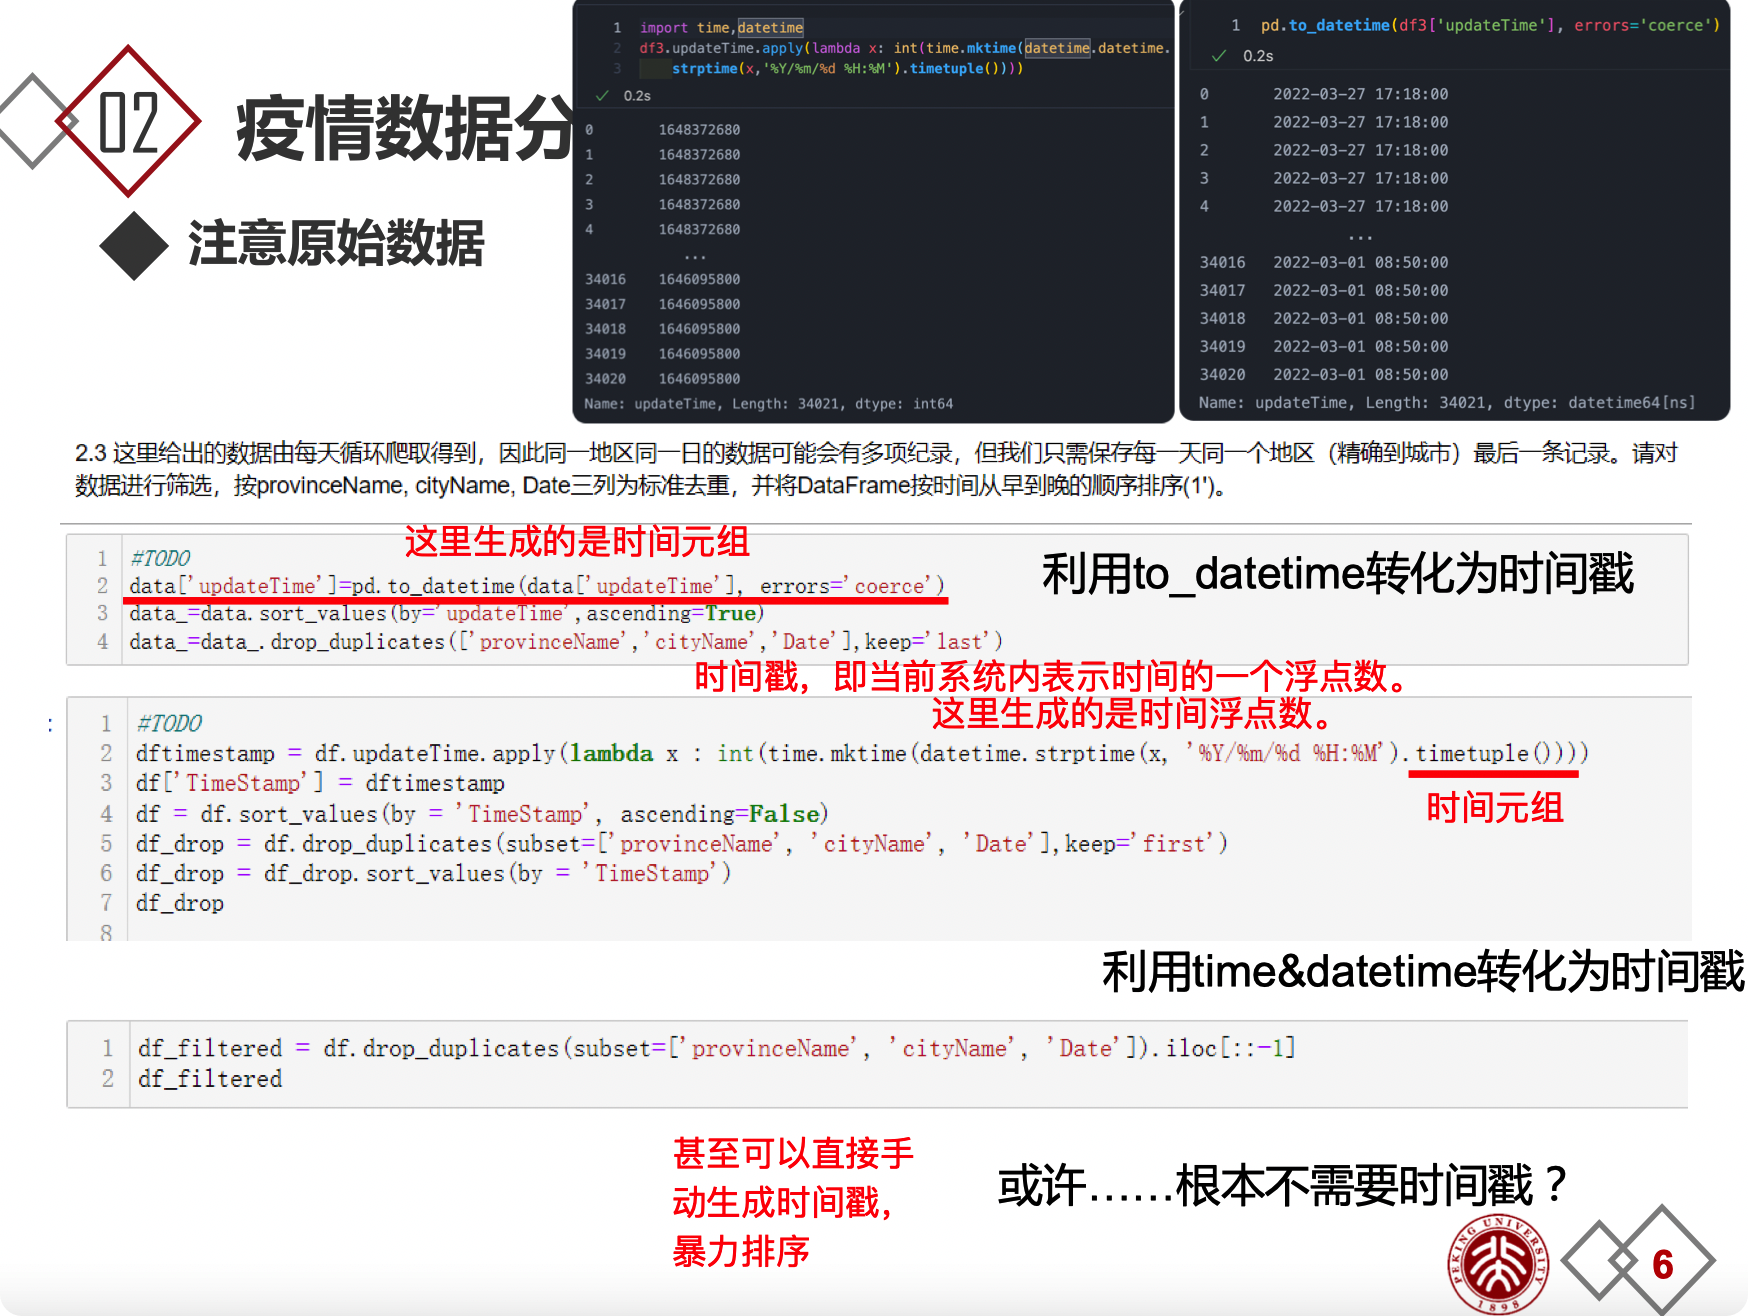 02
疫情数据分
注意原始数据
1 import time,datetime
2 df3.updateTime.apply(lambda x: int(time.mktime(datetime.datetime.
3 strptime(x,'%Y/%m/%d %H:%M').timetuple())))
✓ 0.2s
0 1648372680
1 1648372680
2 1648372680
3 1648372680
4 1648372680
...
34016 1646095800
34017 1646095800
34018 1646095800
34019 1646095800
34020 1646095800
Name: updateTime, Length: 34021, dtype: int64
1 pd.to_datetime(df3['updateTime'], errors='coerce')
✓ 0.2s
0 2022-03-27 17:18:00
1 2022-03-27 17:18:00
2 2022-03-27 17:18:00
3 2022-03-27 17:18:00
4 2022-03-27 17:18:00
...
34016 2022-03-01 08:50:00
34017 2022-03-01 08:50:00
34018 2022-03-01 08:50:00
34019 2022-03-01 08:50:00
34020 2022-03-01 08:50:00
Name: updateTime, Length: 34021, dtype: datetime64[ns]
2.3 这里给出的数据由每天循环爬取得到，因此同一地区同一日的数据可能会有多项纪录，但我们只需保存每一天同一个地区（精确到城市）最后一条记录。请对
数据进行筛选，按provinceName, cityName, Date三列为标准去重，并将DataFrame按时间从早到晚的顺序排序(1')。
这里生成的是时间元组
利用to_datetime转化为时间戳
1 #TODO
2 data['updateTime']=pd.to_datetime(data['updateTime'], errors='coerce')
3 data_=data.sort_values(by='updateTime',ascending=True)
4 data_=data_.drop_duplicates(['provinceName','cityName','Date'],keep='last')
时间戳，即当前系统内表示时间的一个浮点数。
这里生成的是时间浮点数。
:
1 #TODO
2 dftimestamp = df.updateTime.apply(lambda x : int(time.mktime(datetime.strptime(x, '%Y/%m/%d %H:%M').timetuple())))
3 df['TimeStamp'] = dftimestamp
4 df = df.sort_values(by = 'TimeStamp', ascending=False)
5 df_drop = df.drop_duplicates(subset=['provinceName', 'cityName', 'Date'],keep='first')
6 df_drop = df_drop.sort_values(by = 'TimeStamp')
7 df_drop
8
时间元组
利用time&datetime转化为时间戳
1 df_filtered = df.drop_duplicates(subset=['provinceName', 'cityName', 'Date']).iloc[::-1]
2 df_filtered
甚至可以直接手
动生成时间戳，
暴力排序
或许……根本不需要时间戳？
PEKING UNIVERSITY
1898
6